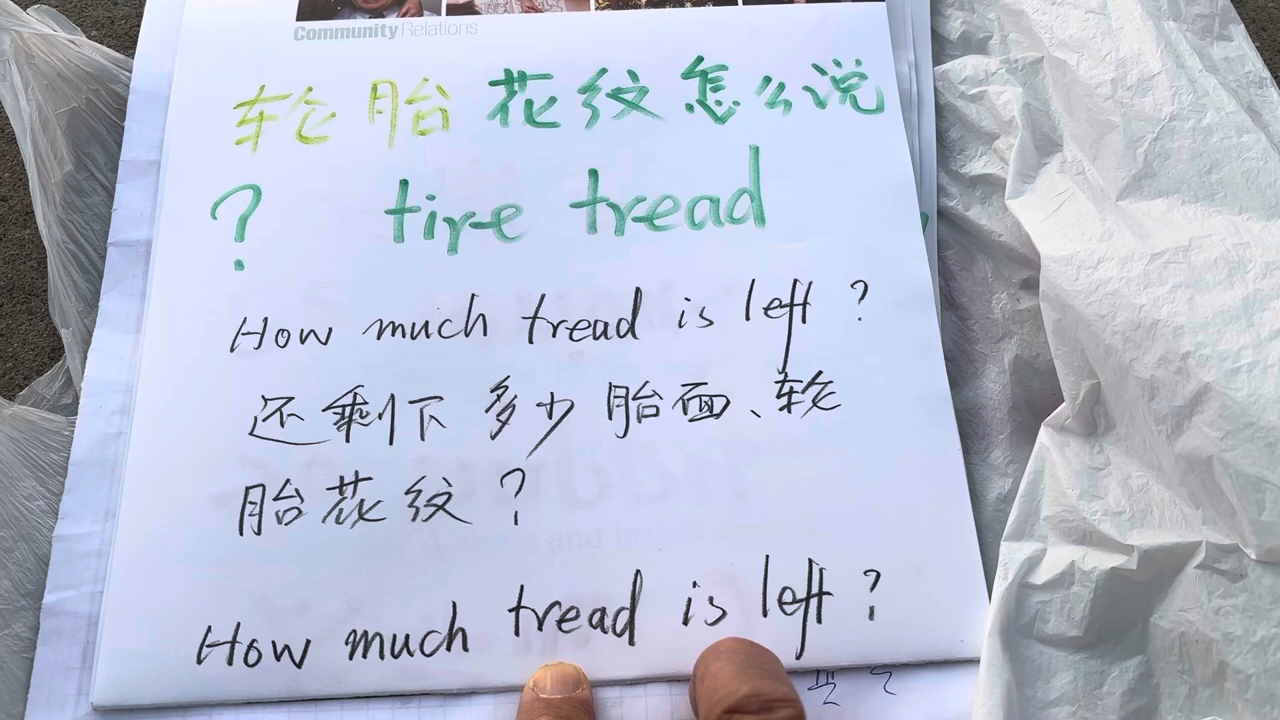 Community Relations
轮胎花纹怎么说
? tire tread
How much tread is left ?
还剩下多少胎面、轮
胎花纹?
How much tread is left ?